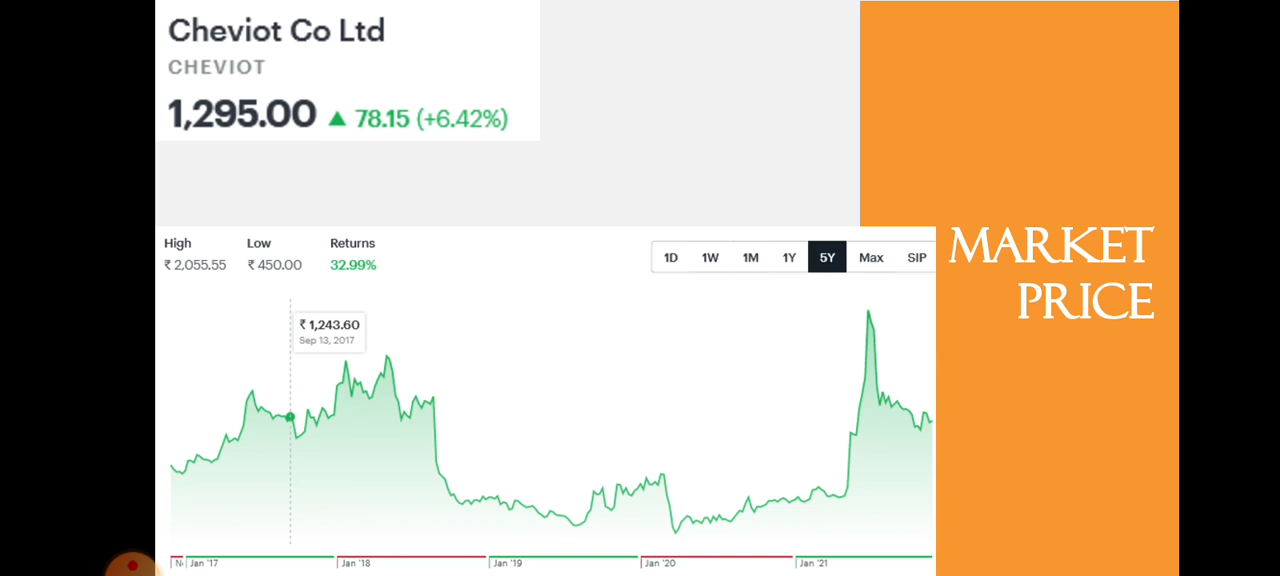 Cheviot Co Ltd
CHEVIOT
1,295.00 ▲ 78.15 (+6.42%)
High Low Returns
₹ 2,055.55 ₹ 450.00 32.99%
1D 1W 1M 1Y 5Y Max SIP
MARKET
PRICE
₹ 1,243.60
Sep 13, 2017
Jan '17 Jan '18 Jan '19 Jan '20 Jan '21